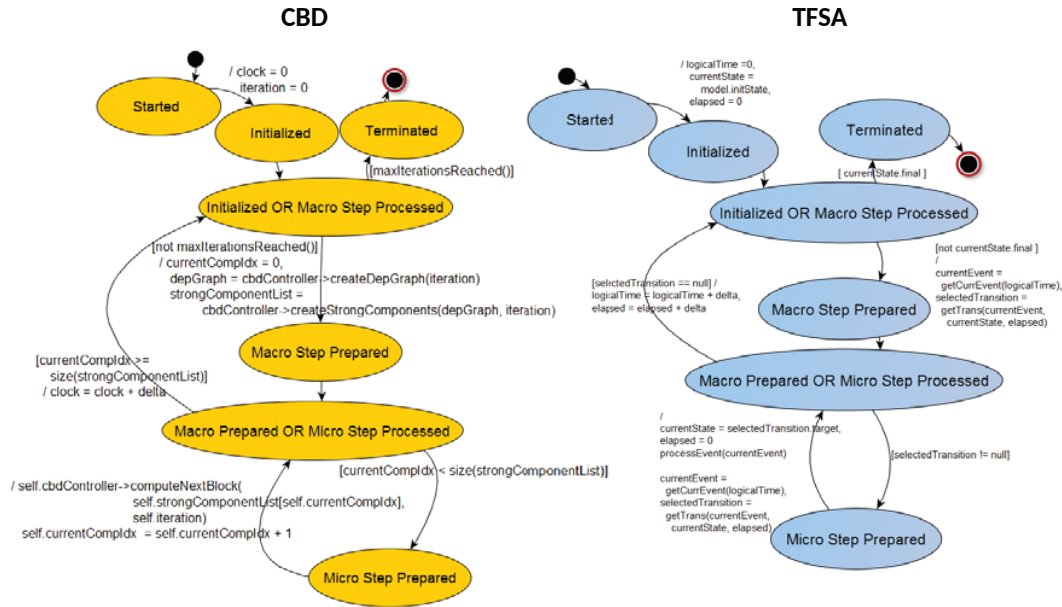 CBD
/ clock = 0
iteration = 0
Started
Initialized
Terminated
[maxIterationsReached()]
Initialized OR Macro Step Processed
[not maxIterationsReached()]
/ currentCompIdx = 0,
depGraph = cbdController->createDepGraph(iteration)
strongComponentList =
cbdController->createStrongComponents(depGraph, iteration)
Macro Step Prepared
[currentCompIdx >=
size(strongComponentList)]
/ clock = clock + delta
Macro Prepared OR Micro Step Processed
[currentCompIdx < size(strongComponentList)]
/ self.cbdController->computeNextBlock(
self.strongComponentList[self.currentCompIdx],
self.iteration)
self.currentCompIdx = self.currentCompIdx + 1
Micro Step Prepared
TFSA
/ logicalTime =0,
currentState =
model.initState,
elapsed = 0
Started
Initialized
Terminated
[ currentState.final ]
Initialized OR Macro Step Processed
[not currentState.final ]
/
currentEvent =
getCurrEvent(logicalTime),
selectedTransition =
getTrans(currentEvent,
currentState, elapsed)
[selectedTransition == null] /
logicalTime = logicalTime + delta,
elapsed = elapsed + delta
Macro Step Prepared
Macro Prepared OR Micro Step Processed
/
currentState = selectedTransition.target,
elapsed = 0
processEvent(currentEvent)
currentEvent =
getCurrEvent(logicalTime),
selectedTransition =
getTrans(currentEvent,
currentState, elapsed)
[selectedTransition != null]
Micro Step Prepared